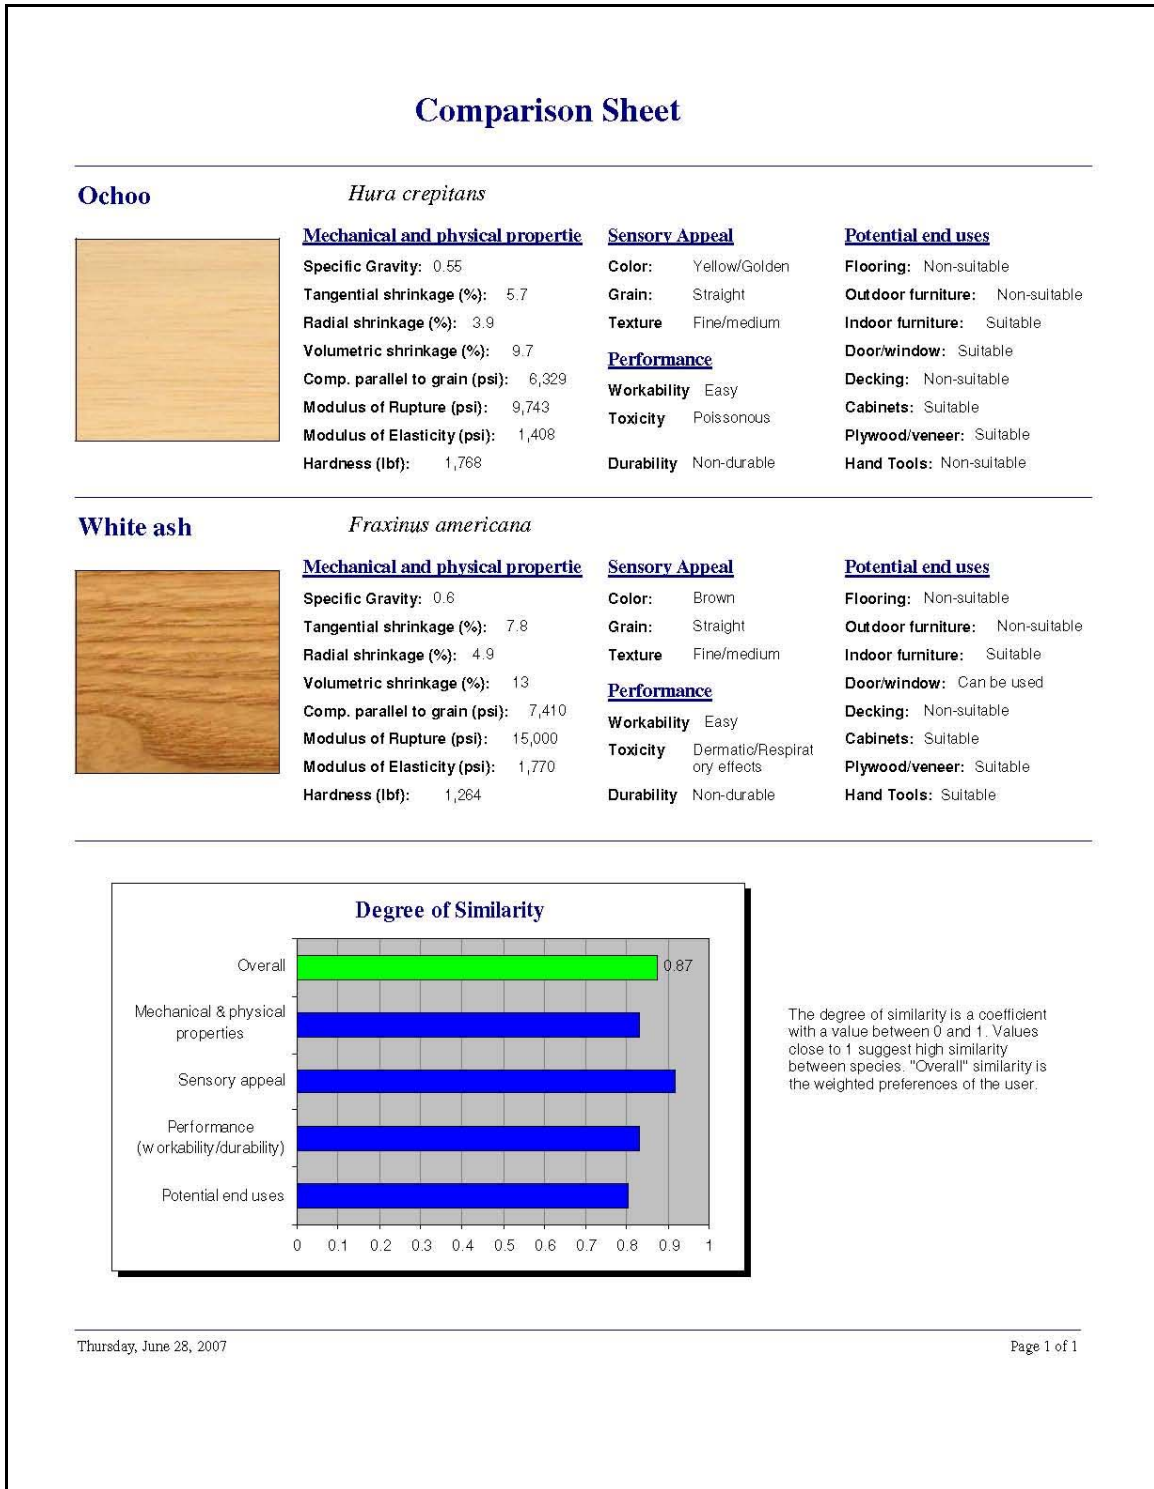 Comparison Sheet
Ochoo
Hura crepitans
Mechanical and physical propertie
Specific Gravity: 0.55
Tangential shrinkage (%): 5.7
Radial shrinkage (%): 3.9
Volumetric shrinkage (%): 9.7
Comp. parallel to grain (psi): 6,329
Modulus of Rupture (psi): 9,743
Modulus of Elasticity (psi): 1,408
Hardness (lbf): 1,768
Sensory Appeal
Color: Yellow/Golden
Grain: Straight
Texture Fine/medium
Performance
Workability Easy
Toxicity Poissonous
Durability Non-durable
Potential end uses
Flooring: Non-suitable
Outdoor furniture: Non-suitable
Indoor furniture: Suitable
Door/window: Suitable
Decking: Non-suitable
Cabinets: Suitable
Plywood/veneer: Suitable
Hand Tools: Non-suitable
White ash
Fraxinus americana
Mechanical and physical propertie
Specific Gravity: 0.6
Tangential shrinkage (%): 7.8
Radial shrinkage (%): 4.9
Volumetric shrinkage (%): 13
Comp. parallel to grain (psi): 7,410
Modulus of Rupture (psi): 15,000
Modulus of Elasticity (psi): 1,770
Hardness (lbf): 1,264
Sensory Appeal
Color: Brown
Grain: Straight
Texture Fine/medium
Performance
Workability Easy
Toxicity Dermatic/Respirat
ory effects
Durability Non-durable
Potential end uses
Flooring: Non-suitable
Outdoor furniture: Non-suitable
Indoor furniture: Suitable
Door/window: Can be used
Decking: Non-suitable
Cabinets: Suitable
Plywood/veneer: Suitable
Hand Tools: Suitable
Degree of Similarity
Overall 0.87
Mechanical & physical
properties
Sensory appeal
Performance
(workability/durability)
Potential end uses
0 0.1 0.2 0.3 0.4 0.5 0.6 0.7 0.8 0.9 1
The degree of similarity is a coefficient
with a value between 0 and 1. Values
close to 1 suggest high similarity
between species. "Overall" similarity is
the weighted preferences of the user.
Thursday, June 28, 2007 Page 1 of 1